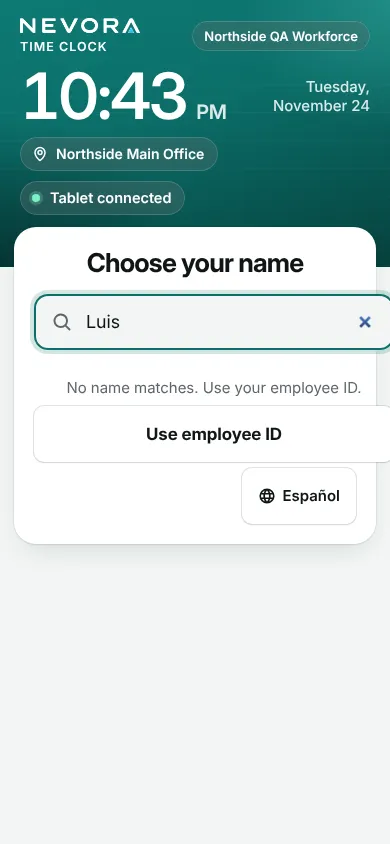 NEVORA
TIME CLOCK
Northside QA Workforce
10:43 PM
Tuesday,
November 24
Northside Main Office
Tablet connected
Choose your name
Luis
No name matches. Use your employee ID.
Use employee ID
Español